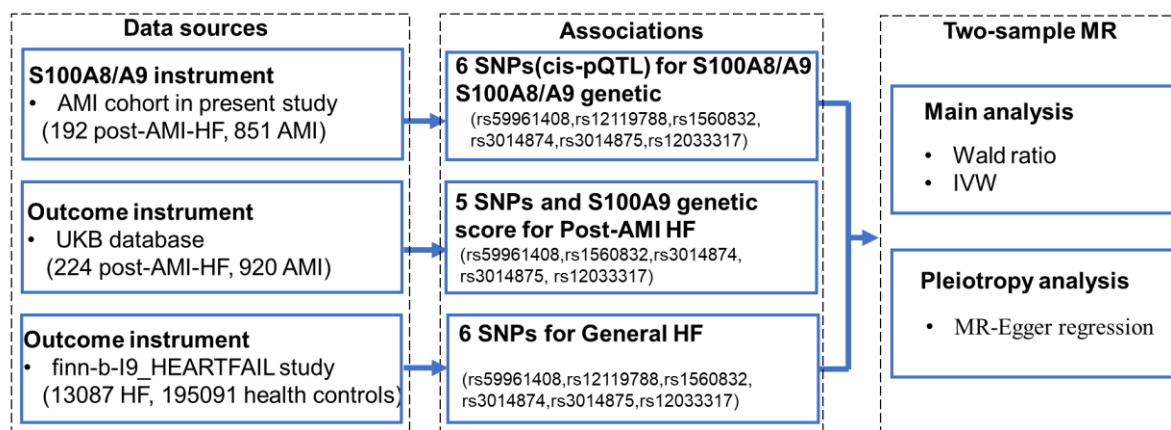 Data sources
S100A8/A9 instrument
• AMI cohort in present study
(192 post-AMI-HF, 851 AMI)
Outcome instrument
• UKB database
(224 post-AMI-HF, 920 AMI)
Outcome instrument
• finn-b-I9_HEARTFAIL study
(13087 HF, 195091 health controls)
Associations
6 SNPs(cis-pQTL) for S100A8/A9
S100A8/A9 genetic
(rs59961408,rs12119788,rs1560832,
rs3014874,rs3014875,rs12033317)
5 SNPs and S100A9 genetic
score for Post-AMI HF
(rs59961408,rs1560832,rs3014874,
rs3014875, rs12033317)
6 SNPs for General HF
(rs59961408,rs12119788,rs1560832,
rs3014874,rs3014875,rs12033317)
Two-sample MR
Main analysis
• Wald ratio
• IVW
Pleiotropy analysis
• MR-Egger regression